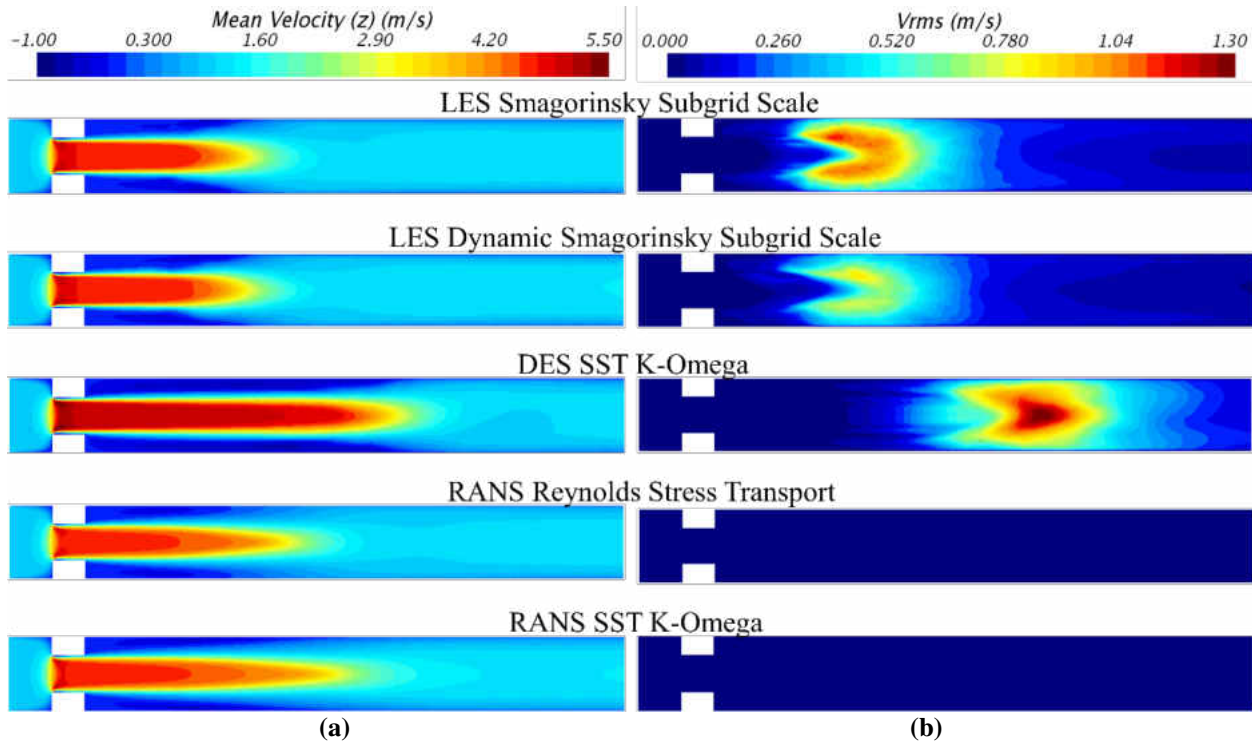 Mean Velocity (z) (m/s)
-1.00 0.300 1.60 2.90 4.20 5.50
Vrms (m/s)
0.000 0.260 0.520 0.780 1.04 1.30
LES Smagorinsky Subgrid Scale
LES Dynamic Smagorinsky Subgrid Scale
DES SST K-Omega
RANS Reynolds Stress Transport
RANS SST K-Omega
(a)
(b)